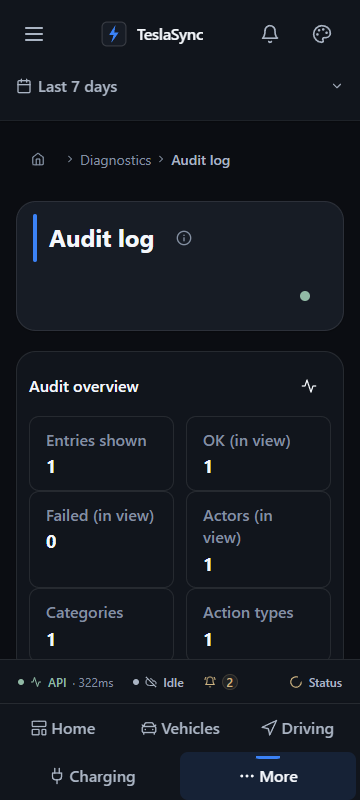 TeslaSync
Last 7 days
Diagnostics Audit log
Audit log
Audit overview
Entries shown
1
OK (in view)
1
Failed (in view)
0
Actors (in
view)
1
Categories
1
Action types
1
API · 322ms Idle 2 Status
Home Vehicles Driving
Charging More